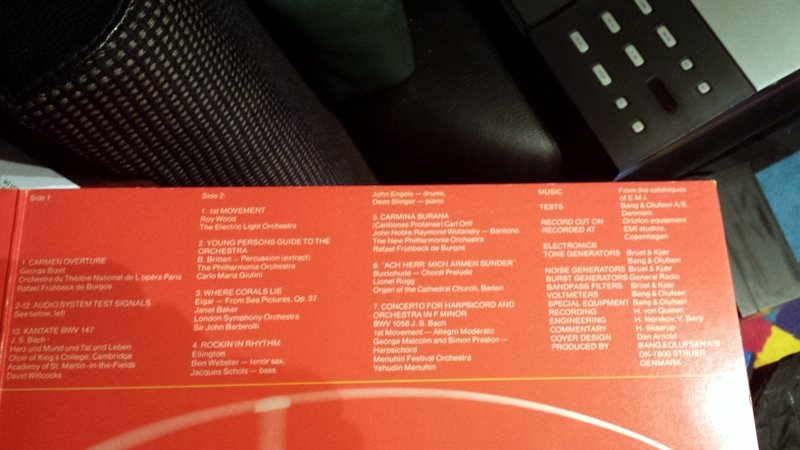 Side 1
1. CARMEN OVERTURE
George Bizet
Orchestra du Théatre National de L'opéra Paris
Rafael Fruhbeck de Burgos
2-12. AUDIO SYSTEM TEST SIGNALS
See below, left
13. KANTATE BWV 147
J. S. Bach -
Herz und Mund und Tat und Leben
Choir of King's College, Cambridge
Academy of St. Martin -in-the-Fields
David Willcocks
Side 2
1. 1st MOVEMENT
Roy Wood
The Electric Light Orchestra
2. YOUNG PERSONS GUIDE TO THE
ORCHESTRA
B. Britten — Percussion (extract)
The Philharmonia Orchestra
Carlo Maria Giulini
3. WHERE CORALS LIE
Elgar — From Sea Pictures, Op. 37
Janet Baker
London Symphony Orchestra
Sir John Barbirolli
4. ROCKIN IN RHYTHM
Ellington
Ben Webster — tenor sax,
Jacques Schols — bass.
John Engels — drums,
Dees Slinger — piano
5. CARMINA BURANA
(Cantiones Profanae) Carl Orff
John Noble/Raymond Wolansky — Baritone
The New Philharmonia Orchestra
Rafael Fruhbeck de Burgos
6. "ACH HERR MICH ARMEN SÜNDER"
Buxtehude — Choral Prelude
Lionel Rogg
Organ of the Cathedral Church, Baden
7. CONCERTO FOR HARPSICORD AND
ORCHESTRA IN F MINOR
BWV 1056 J. S. Bach
1st Movement — Allegro Moderato
George Malcolm and Simon Preston —
Harpsichord
Menuhin Festival Orchestra
Yehudin Menuhin
MUSIC From the catalogues
of E.M.I.
TESTS Bang & Olufsen A/S.
Denmark
RECORD CUT ON Ortofon equipment
RECORDED AT EMI studios,
Copenhagen
ELECTRONICS
TONE GENERATORS Brüel & Kjær
Bang & Olufsen
NOISE GENERATORS Brüel & Kjær
BURST GENERATORS General Radio
BANDPASS FILTERS Brüel & Kjær
VOLTMETERS Bang & Olufsen
SPECIAL EQUIPMENT Bang & Olufsen
RECORDING H. von Qualen
ENGINEERING H. Nørskov, V. Berg
COMMENTARY H. Skaarup
COVER DESIGN Dan Arnold
PRODUCED BY BANG&OLUFSENA/S
DK-7600 STRUER
DENMARK